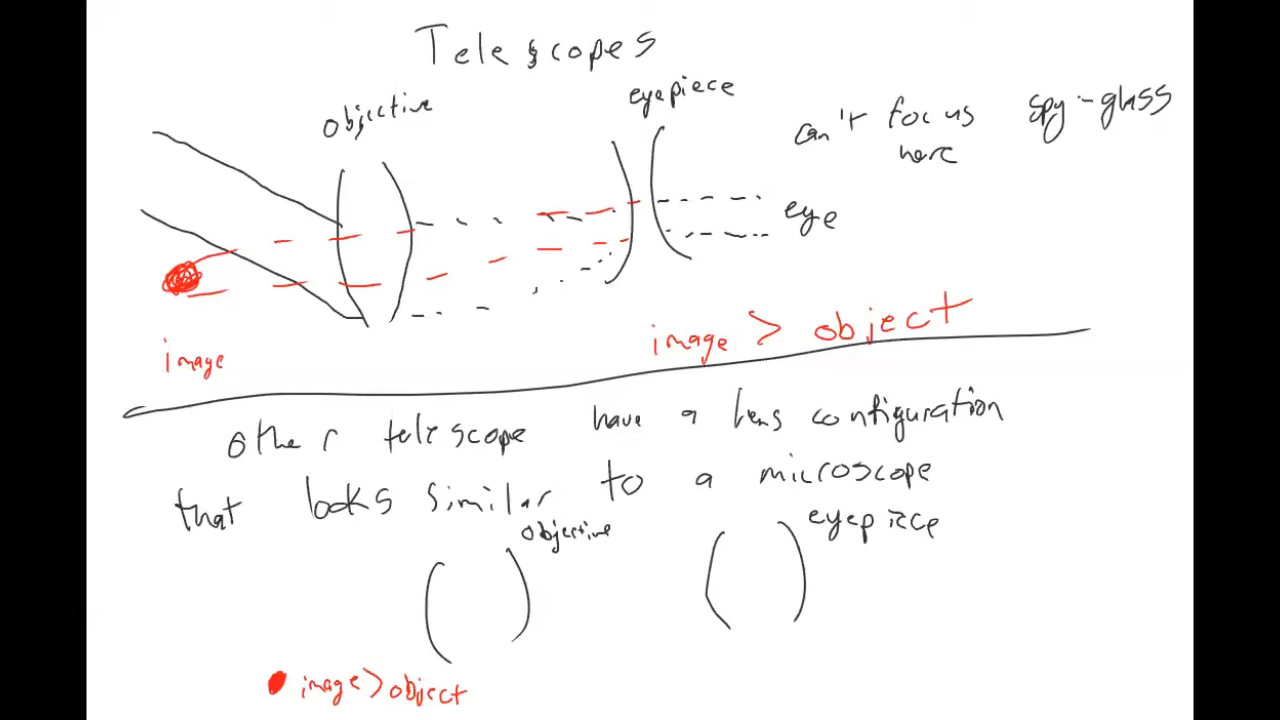 Telescopes
objective
eyepiece
can't focus
here
spy-glass
eye
image
image > object
other telescope have a lens configuration
that looks similar to a microscope
objective
eyepiece
image > object